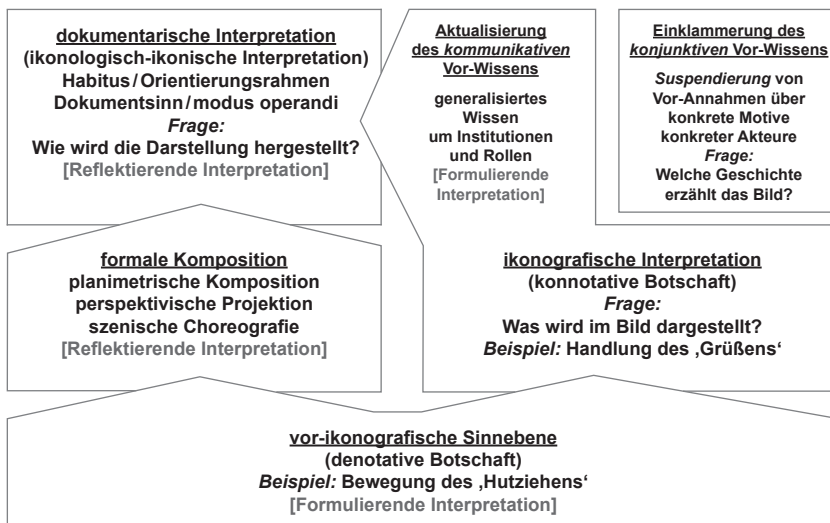 dokumentarische Interpretation
(ikonologisch-ikonische Interpretation)
Habitus / Orientierungsrahmen
Dokumentsinn / modus operandi
Frage:
Wie wird die Darstellung hergestellt?
[Reflektierende Interpretation]
Aktualisierung
des kommunikativen
Vor-Wissens
generalisiertes
Wissen
um Institutionen
und Rollen
[Formulierende
Interpretation]
Einklammerung des
konjunktiven Vor-Wissens
Suspendierung von
Vor-Annahmen über
konkrete Motive
konkreter Akteure
Frage:
Welche Geschichte
erzählt das Bild?
formale Komposition
planimetrische Komposition
perspektivische Projektion
szenische Choreografie
[Reflektierende Interpretation]
ikonografische Interpretation
(konnotative Botschaft)
Frage:
Was wird im Bild dargestellt?
Beispiel: Handlung des ‚Grüßens‘
vor-ikonografische Sinnebene
(denotative Botschaft)
Beispiel: Bewegung des ‚Hutziehens‘
[Formulierende Interpretation]